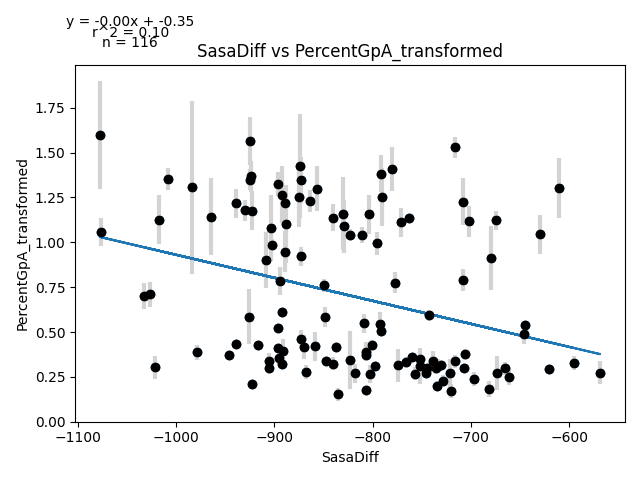 y = -0.00x + -0.35
r^2 = 0.10
n = 116
SasaDiff vs PercentGpA_transformed
PercentGpA_transformed
1.75
1.50
1.25
1.00
0.75
0.50
0.25
0.00
−1100 −1000 −900 −800 −700 −600
SasaDiff